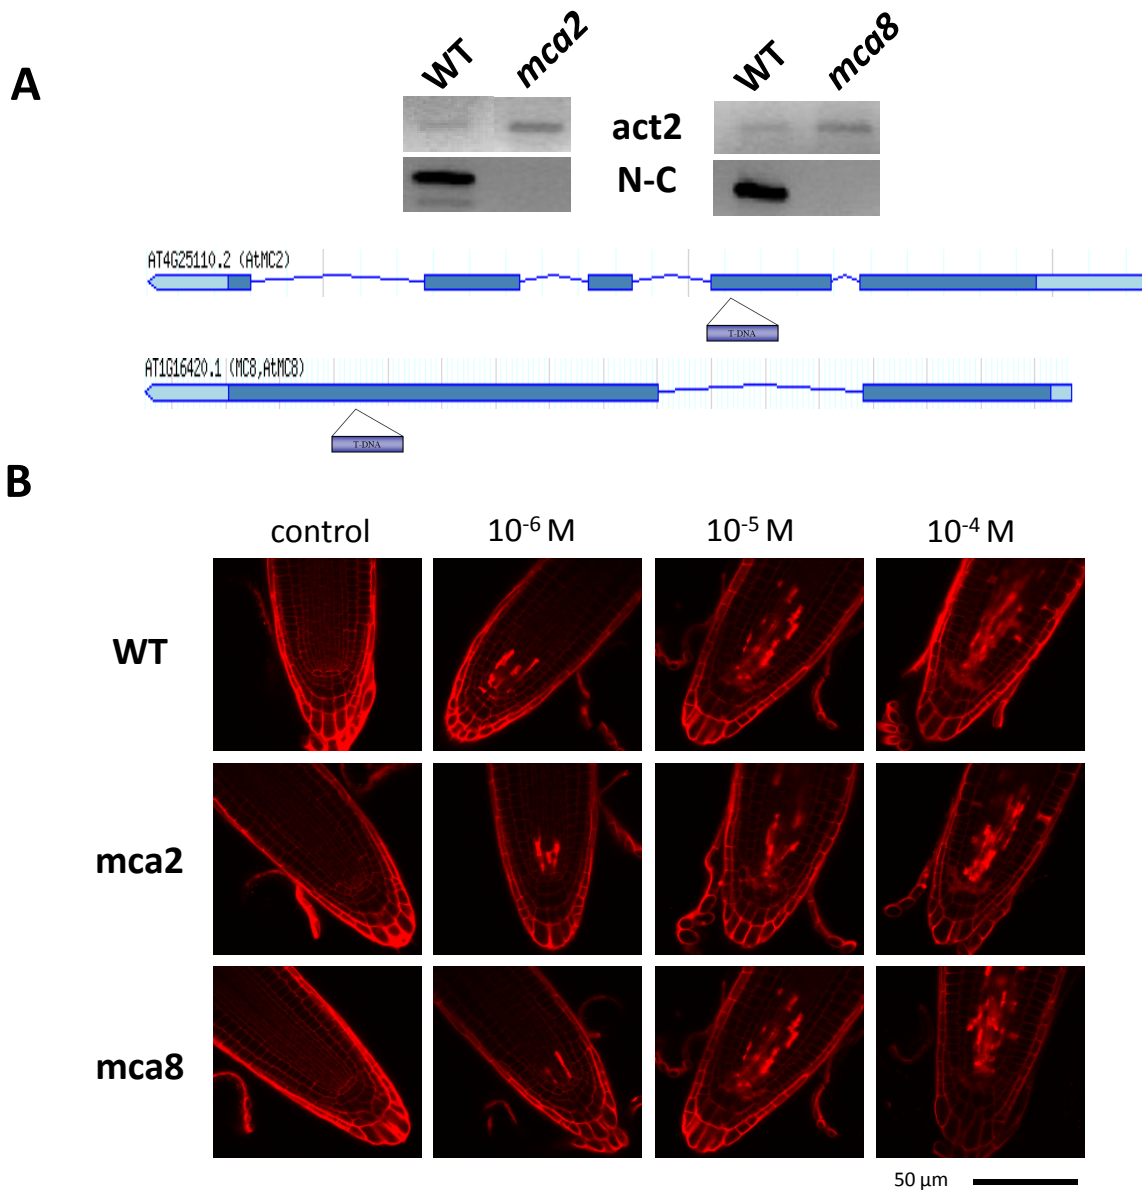 A
WT mca2 WT mca8
act2
N-C
AT4G25110.2 (AtMC2)
T-DNA
AT1G16420.1 (MC8,AtMC8)
T-DNA
B
control 10⁻⁶ M 10⁻⁵ M 10⁻⁴ M
WT
mca2
mca8
50 µm